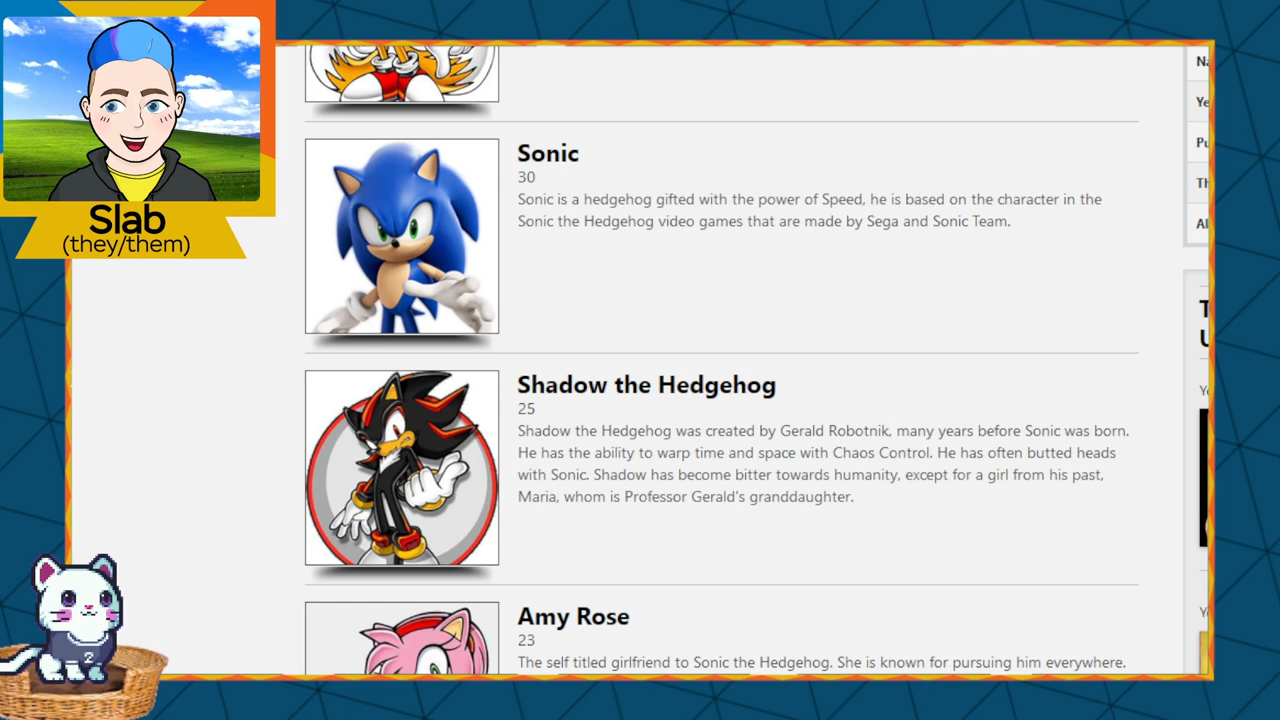 Slab
(they/them)
Sonic
30
Sonic is a hedgehog gifted with the power of Speed, he is based on the character in the
Sonic the Hedgehog video games that are made by Sega and Sonic Team.
Shadow the Hedgehog
25
Shadow the Hedgehog was created by Gerald Robotnik, many years before Sonic was born.
He has the ability to warp time and space with Chaos Control. He has often butted heads
with Sonic. Shadow has become bitter towards humanity, except for a girl from his past,
Maria, whom is Professor Gerald's granddaughter.
Amy Rose
23
The self titled girlfriend to Sonic the Hedgehog. She is known for pursuing him everywhere.
2